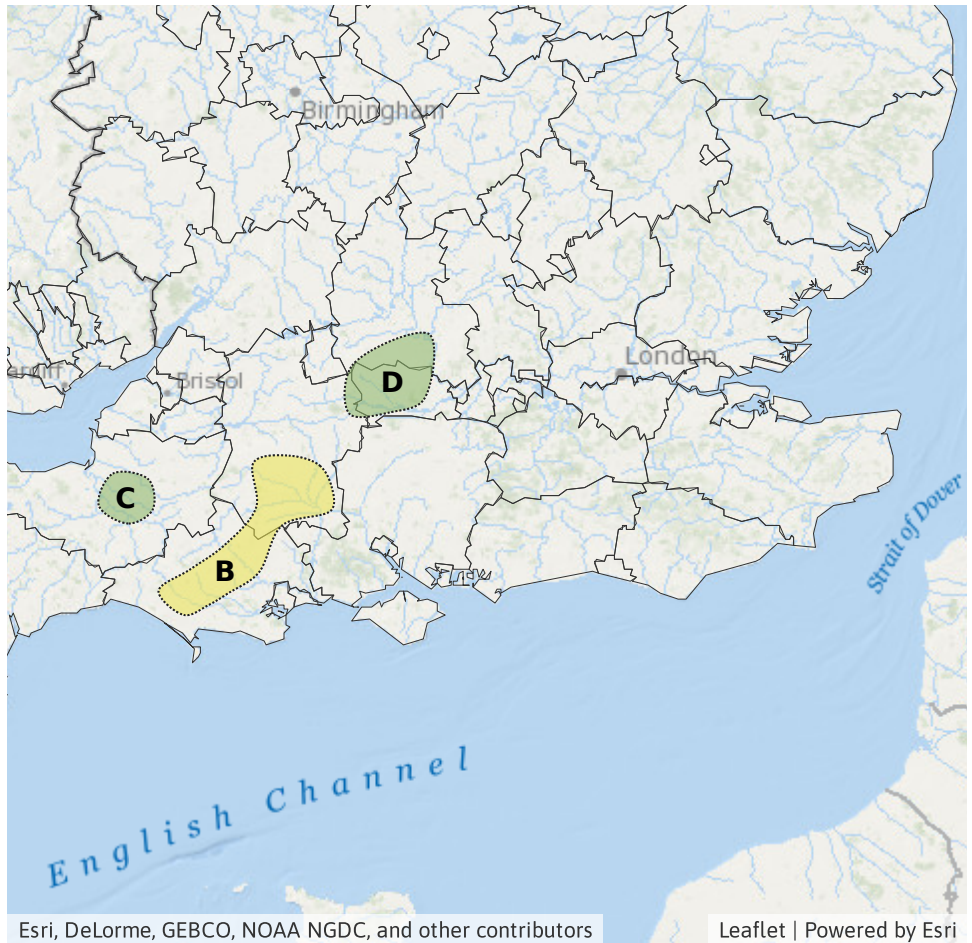 Birmingham
London
ardiff
Bristol
D
C
B
Strait of Dover
English Channel
Esri, DeLorme, GEBCO, NOAA NGDC, and other contributors
Leaflet | Powered by Esri